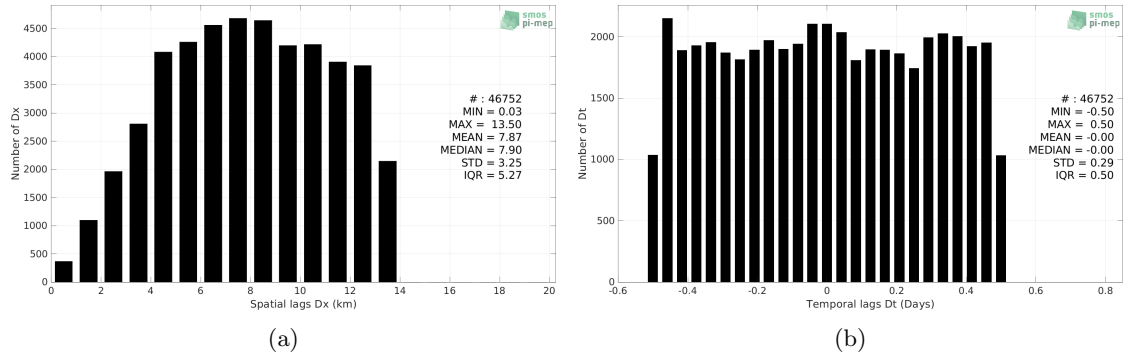 smos
pi-mep
4500
4000
3500
3000
2500
2000
1500
1000
500
0
Number of Dx
# : 46752
MIN = 0.03
MAX = 13.50
MEAN = 7.87
MEDIAN = 7.90
STD = 3.25
IQR = 5.27
0 2 4 6 8 10 12 14 16 18 20
Spatial lags Dx (km)
(a)
smos
pi-mep
2000
1500
1000
500
0
Number of Dt
# : 46752
MIN = -0.50
MAX = 0.50
MEAN = -0.00
MEDIAN = -0.00
STD = 0.29
IQR = 0.50
-0.6 -0.4 -0.2 0 0.2 0.4 0.6 0.8
Temporal lags Dt (Days)
(b)